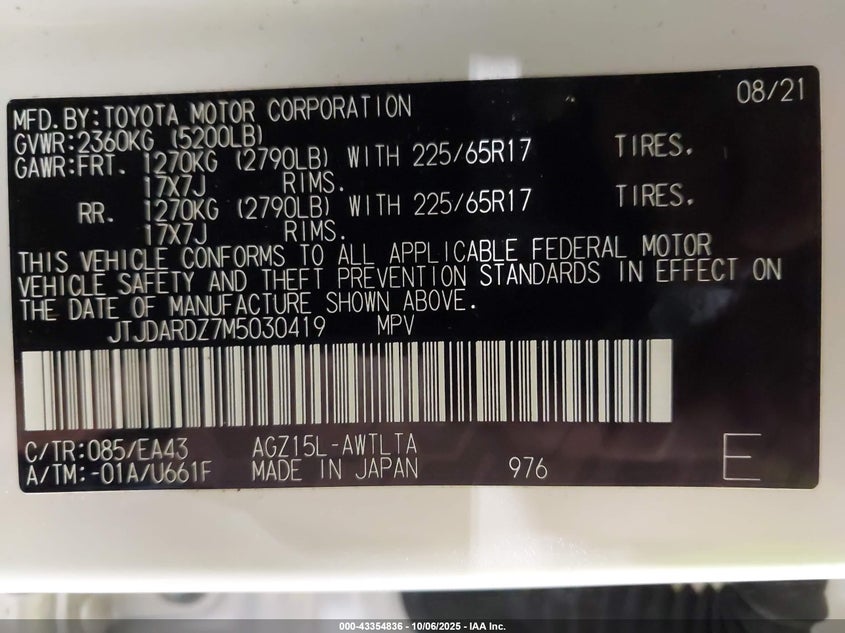 08/21
MFD.BY:TOYOTA MOTOR CORPORATION
GVWR:2360KG (5200LB)
GAWR:FRT. 1270KG (2790LB) WITH 225/65R17 TIRES.
17X7J RIMS.
RR. 1270KG (2790LB) WITH 225/65R17 TIRES.
17X7J RIMS.
THIS VEHICLE CONFORMS TO ALL APPLICABLE FEDERAL MOTOR
VEHICLE SAFETY AND THEFT PREVENTION STANDARDS IN EFFECT ON
THE DATE OF MANUFACTURE SHOWN ABOVE.
JTJDARDZ7M5030419 MPV
C/TR:085/EA43 AGZ15L-AWTLTA
A/TM:-01A/U661F MADE IN JAPAN 976 E
000-43354836 - 10/06/2025 - IAA Inc.